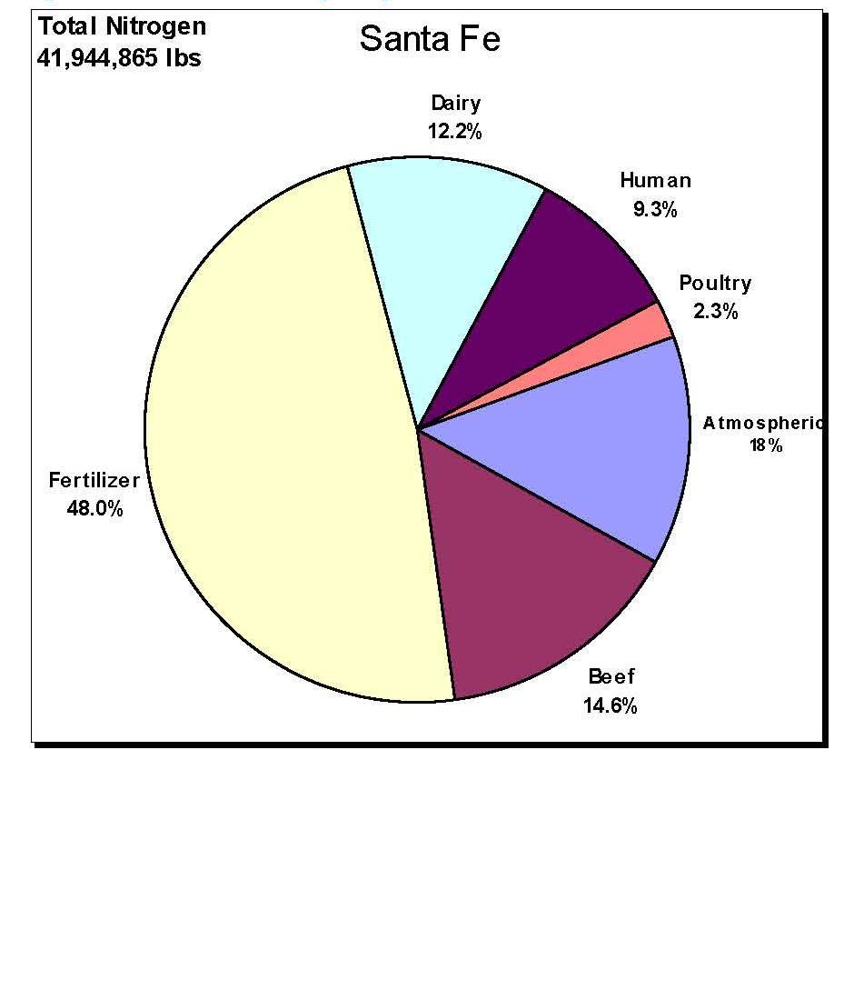 Total Nitrogen
41,944,865 lbs
Santa Fe
Dairy
12.2%
Human
9.3%
Poultry
2.3%
Atmospheric
18%
Fertilizer
48.0%
Beef
14.6%